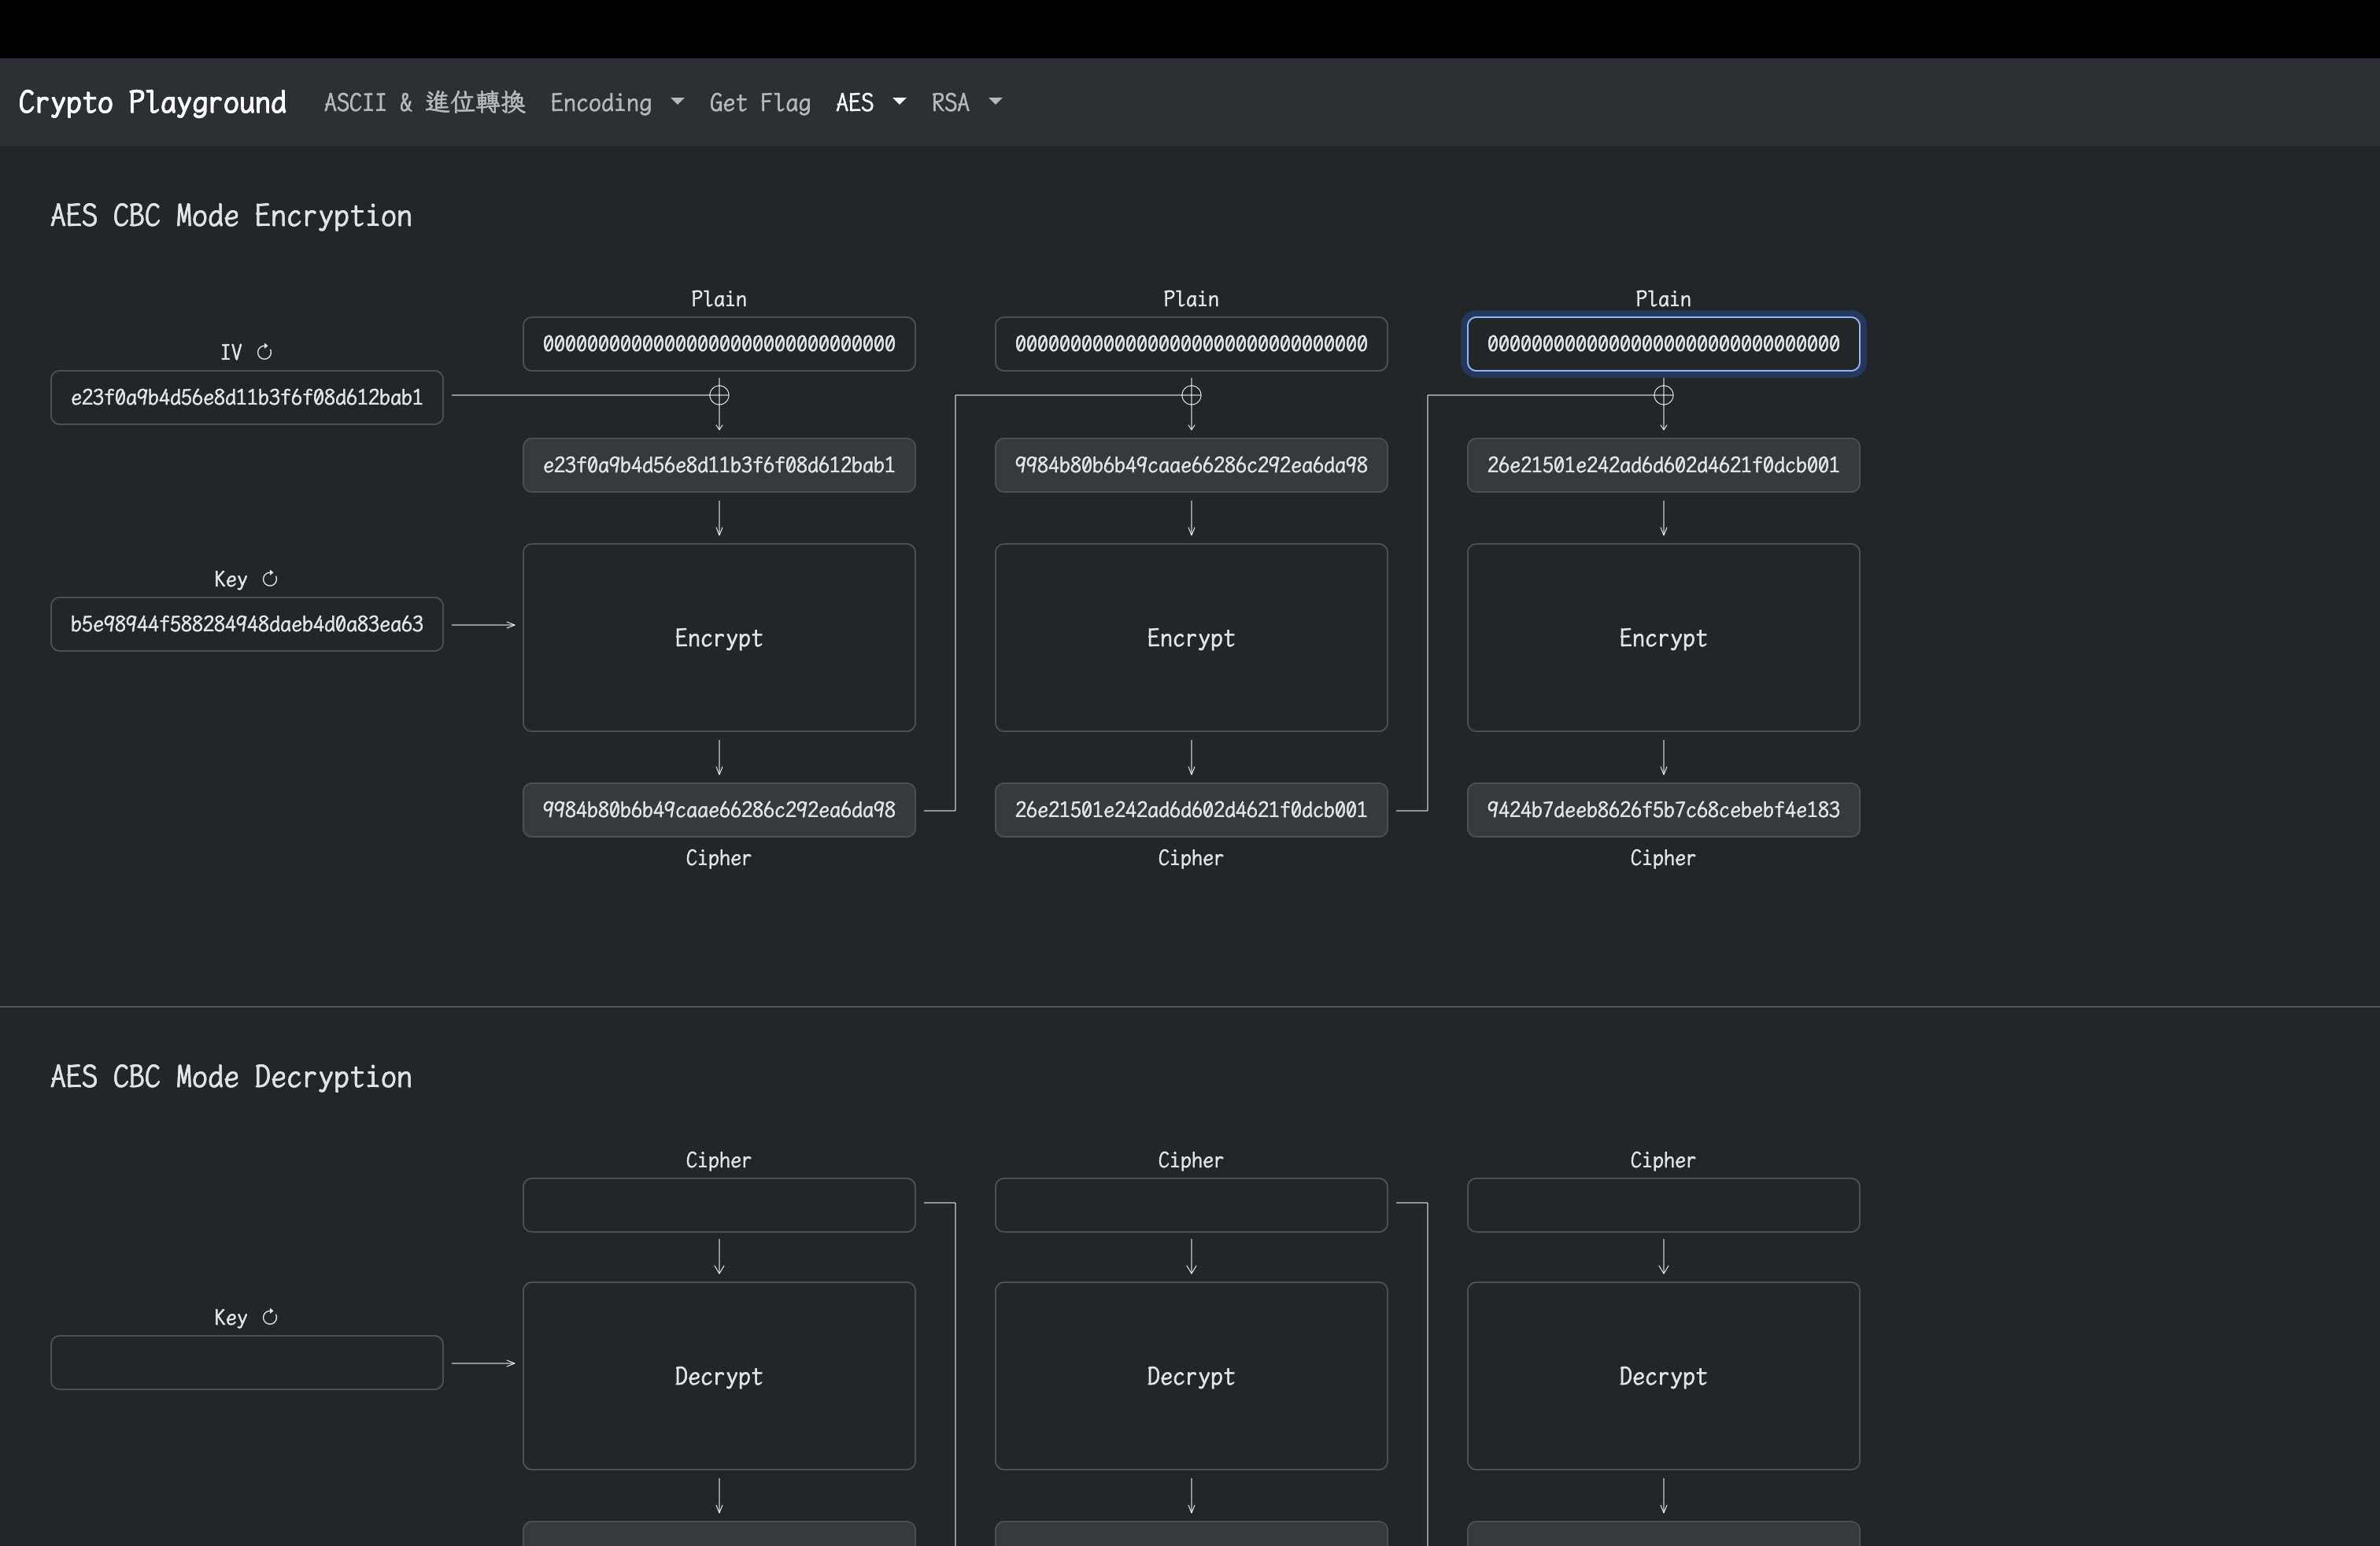 Crypto Playground ASCII & 進位轉換 Encoding Get Flag AES RSA
AES CBC Mode Encryption
Plain Plain Plain
00000000000000000000000000000000 00000000000000000000000000000000 00000000000000000000000000000000
IV
e23f0a9b4d56e8d11b3f6f08d612bab1
e23f0a9b4d56e8d11b3f6f08d612bab1 9984b80b6b49caae66286c292ea6da98 26e21501e242ad6d602d4621f0dcb001
Key
b5e98944f588284948daeb4d0a83ea63
Encrypt Encrypt Encrypt
9984b80b6b49caae66286c292ea6da98 26e21501e242ad6d602d4621f0dcb001 9424b7deeb8626f5b7c68cebebf4e183
Cipher Cipher Cipher
AES CBC Mode Decryption
Cipher Cipher Cipher
Key
Decrypt Decrypt Decrypt